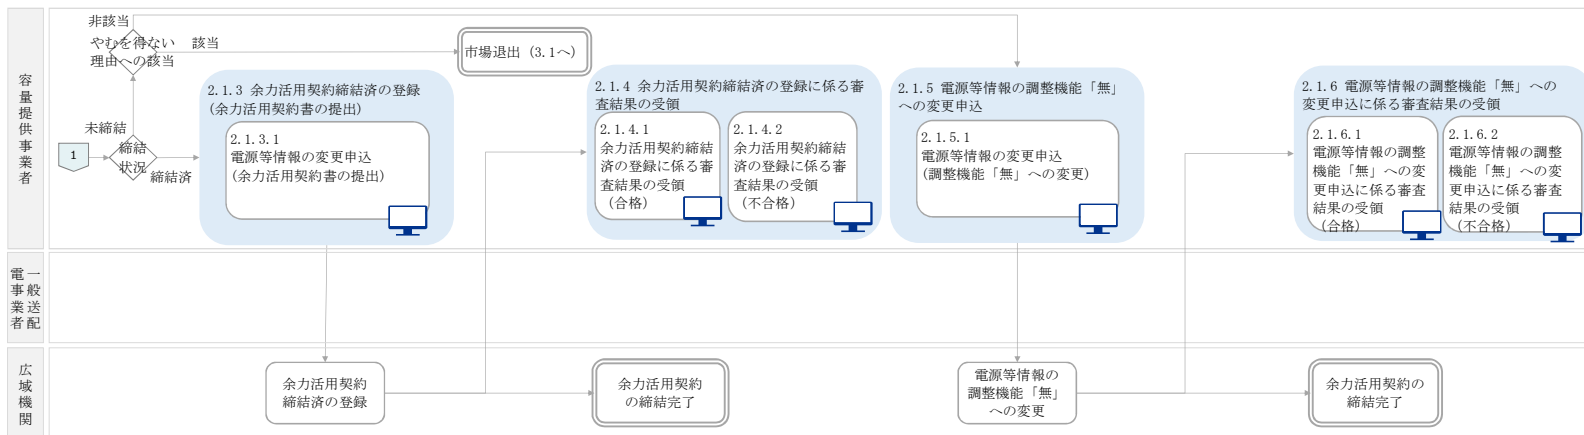 容量提供事業者
非該当
やむを得ない
理由への該当
該当
市場退出（3.1へ）
未締結
1
締結
状況
締結済
2.1.3 余力活用契約締結済の登録
(余力活用契約書の提出)
2.1.3.1
電源等情報の変更申込
(余力活用契約書の提出)
2.1.4 余力活用契約締結済の登録に係る審
査結果の受領
2.1.4.1
余力活用契約締結
済の登録に係る審
査結果の受領
（合格）
2.1.4.2
余力活用契約締結
済の登録に係る審
査結果の受領
（不合格）
2.1.5 電源等情報の調整機能「無」
への変更申込
2.1.5.1
電源等情報の変更申込
（調整機能「無」への変更）
2.1.6 電源等情報の調整機能「無」への
変更申込に係る審査結果の受領
2.1.6.1
電源等情報の調整
機能「無」への変
更申込に係る審査
結果の受領
（合格）
2.1.6.2
電源等情報の調整
機能「無」への変
更申込に係る審査
結果の受領
（不合格）
一般送配
電事業者
広域機関
余力活用契約
締結済の登録
余力活用契約
の締結完了
電源等情報の
調整機能「無」
への変更
余力活用契約の
締結完了